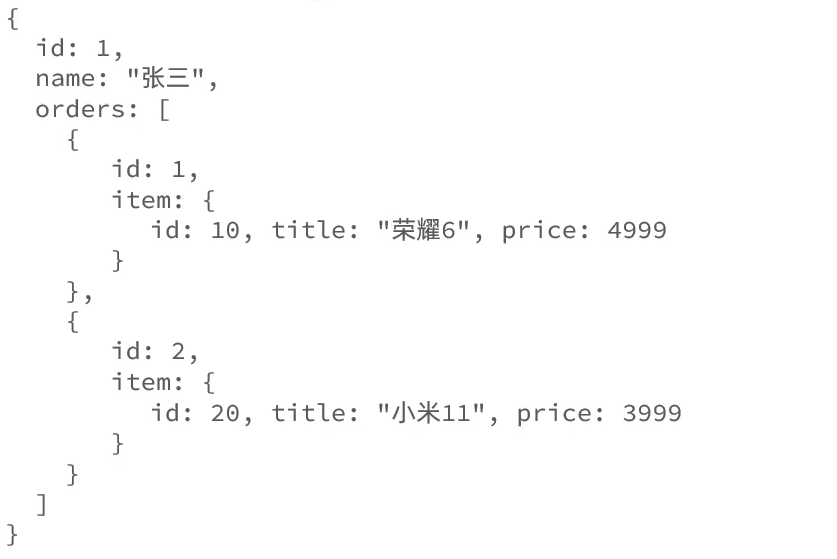 {
  id: 1,
  name: "张三",
  orders: [
    {
       id: 1,
       item: {
          id: 10, title: "荣耀6", price: 4999
       }
    },
    {
       id: 2,
       item: {
          id: 20, title: "小米11", price: 3999
       }
    }
  ]
}